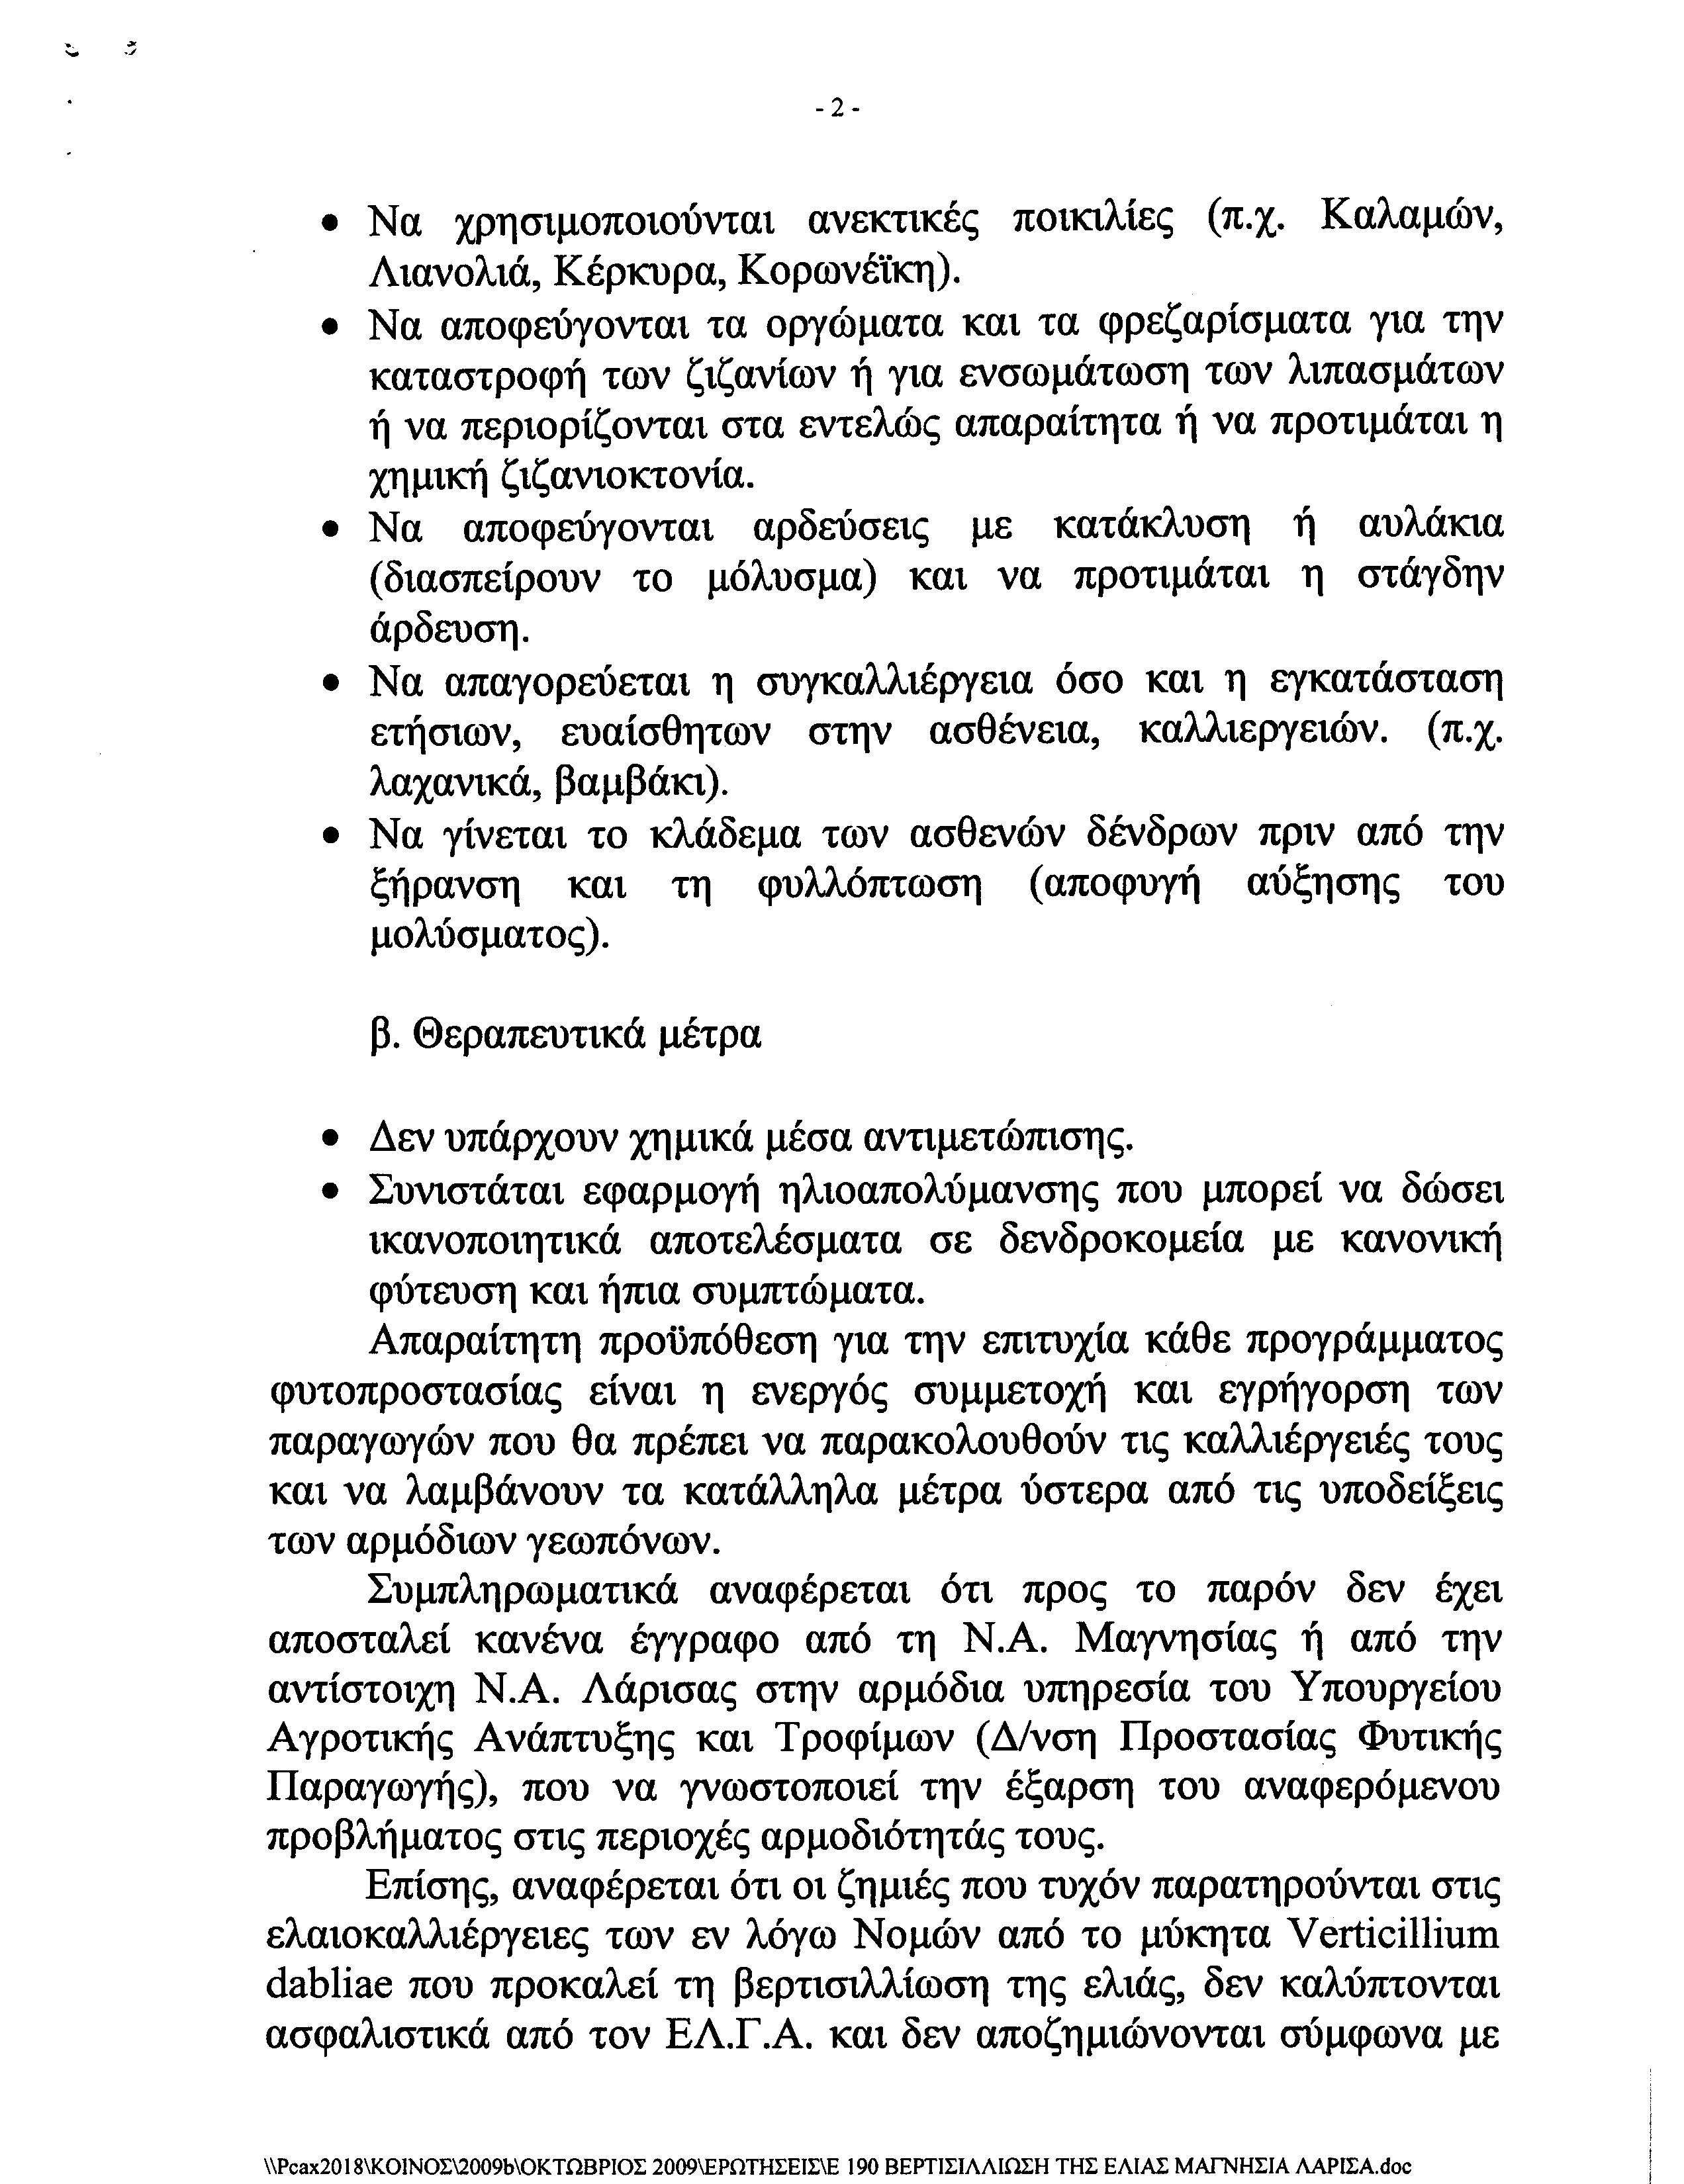 - 2 -
• Να χρησιμοποιούνται ανεκτικές ποικιλίες (π.χ. Καλαμών,
Λιανολιά, Κέρκυρα, Κορωνέϊκη).
• Να αποφεύγονται τα οργώματα και τα φρεζαρίσματα για την
καταστροφή των ζιζανίων ή για ενσωμάτωση των λιπασμάτων
ή να περιορίζονται στα εντελώς απαραίτητα ή να προτιμάται η
χημική ζιζανιοκτονία.
• Να αποφεύγονται αρδεύσεις με κατάκλυση ή αυλάκια
(διασπείρουν το μόλυσμα) και να προτιμάται η στάγδην
άρδευση.
• Να απαγορεύεται η συγκαλλιέργεια όσο και η εγκατάσταση
ετήσιων, ευαίσθητων στην ασθένεια, καλλιεργειών. (π.χ.
λαχανικά, βαμβάκι).
• Να γίνεται το κλάδεμα των ασθενών δένδρων πριν από την
ξήρανση και τη φυλλόπτωση (αποφυγή αύξησης του
μολύσματος).
β. Θεραπευτικά μέτρα
• Δεν υπάρχουν χημικά μέσα αντιμετώπισης.
• Συνιστάται εφαρμογή ηλιοαπολύμανσης που μπορεί να δώσει
ικανοποιητικά αποτελέσματα σε δενδροκομεία με κανονική
φύτευση και ήπια συμπτώματα.
Απαραίτητη προϋπόθεση για την επιτυχία κάθε προγράμματος
φυτοπροστασίας είναι η ενεργός συμμετοχή και εγρήγορση των
παραγωγών που θα πρέπει να παρακολουθούν τις καλλιέργειές τους
και να λαμβάνουν τα κατάλληλα μέτρα ύστερα από τις υποδείξεις
των αρμόδιων γεωπόνων.
Συμπληρωματικά αναφέρεται ότι προς το παρόν δεν έχει
αποσταλεί κανένα έγγραφο από τη Ν.Α. Μαγνησίας ή από την
αντίστοιχη Ν.Α. Λάρισας στην αρμόδια υπηρεσία του Υπουργείου
Αγροτικής Ανάπτυξης και Τροφίμων (Δ/νση Προστασίας Φυτικής
Παραγωγής), που να γνωστοποιεί την έξαρση του αναφερόμενου
προβλήματος στις περιοχές αρμοδιότητάς τους.
Επίσης, αναφέρεται ότι οι ζημιές που τυχόν παρατηρούνται στις
ελαιοκαλλιέργειες των εν λόγω Νομών από το μύκητα Verticillium
dabliae που προκαλεί τη βερτισιλλίωση της ελιάς, δεν καλύπτονται
ασφαλιστικά από τον ΕΛ.Γ.Α. και δεν αποζημιώνονται σύμφωνα με
\\Pcax2018\ΚΟΙΝΟΣ\2009b\ΟΚΤΩΒΡΙΟΣ 2009\ΕΡΩΤΗΣΕΙΣ\Ε 190 ΒΕΡΤΙΣΙΛΛΙΩΣΗ ΤΗΣ ΕΛΙΑΣ ΜΑΓΝΗΣΙΑ ΛΑΡΙΣΑ.doc